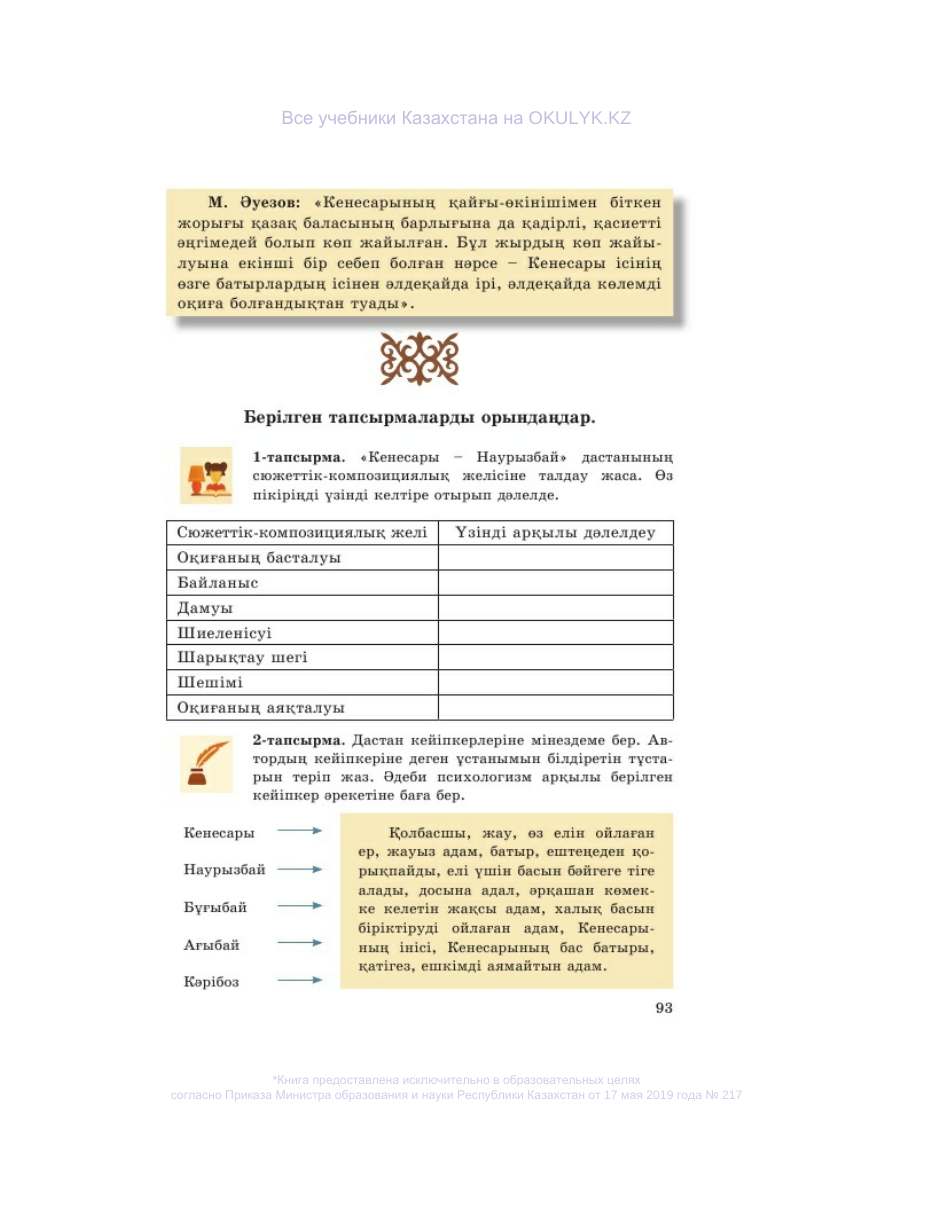 Все учебники Казахстана на OKULYK.KZ
М. Әуезов: «Кенесарының қайғы-өкінішімен біткен
жорығы қазақ баласының барлығына да қадірлі, қасиетті
әңгімедей болып көп жайылған. Бұл жырдың көп жайы-
луына екінші бір себеп болған нәрсе – Кенесары ісінің
өзге батырлардың ісінен әлдеқайда ірі, әлдеқайда көлемді
оқиға болғандықтан туады».
Берілген тапсырмаларды орындаңдар.
1-тапсырма. «Кенесары – Наурызбай» дастанының
сюжеттік-композициялық желісіне талдау жаса. Өз
пікіріңді үзінді келтіре отырып дәлелде.
Сюжеттік-композициялық желі Үзінді арқылы дәлелдеу
Оқиғаның басталуы
Байланыс
Дамуы
Шиеленісуі
Шарықтау шегі
Шешімі
Оқиғаның аяқталуы
2-тапсырма. Дастан кейіпкерлеріне мінездеме бер. Ав-
тордың кейіпкеріне деген ұстанымын білдіретін тұста-
рын теріп жаз. Әдеби психологизм арқылы берілген
кейіпкер әрекетіне баға бер.
Кенесары
Наурызбай
Бұғыбай
Ағыбай
Кәрібоз
Қолбасшы, жау, өз елін ойлаған
ер, жауыз адам, батыр, ештеңеден қо-
рықпайды, елі үшін басын бәйгеге тіге
алады, досына адал, әрқашан көмек-
ке келетін жақсы адам, халық басын
біріктіруді ойлаған адам, Кенесары-
ның інісі, Кенесарының бас батыры,
қатігез, ешкімді аямайтын адам.
93
*Книга предоставлена исключительно в образовательных целях
согласно Приказа Министра образования и науки Республики Казахстан от 17 мая 2019 года № 217